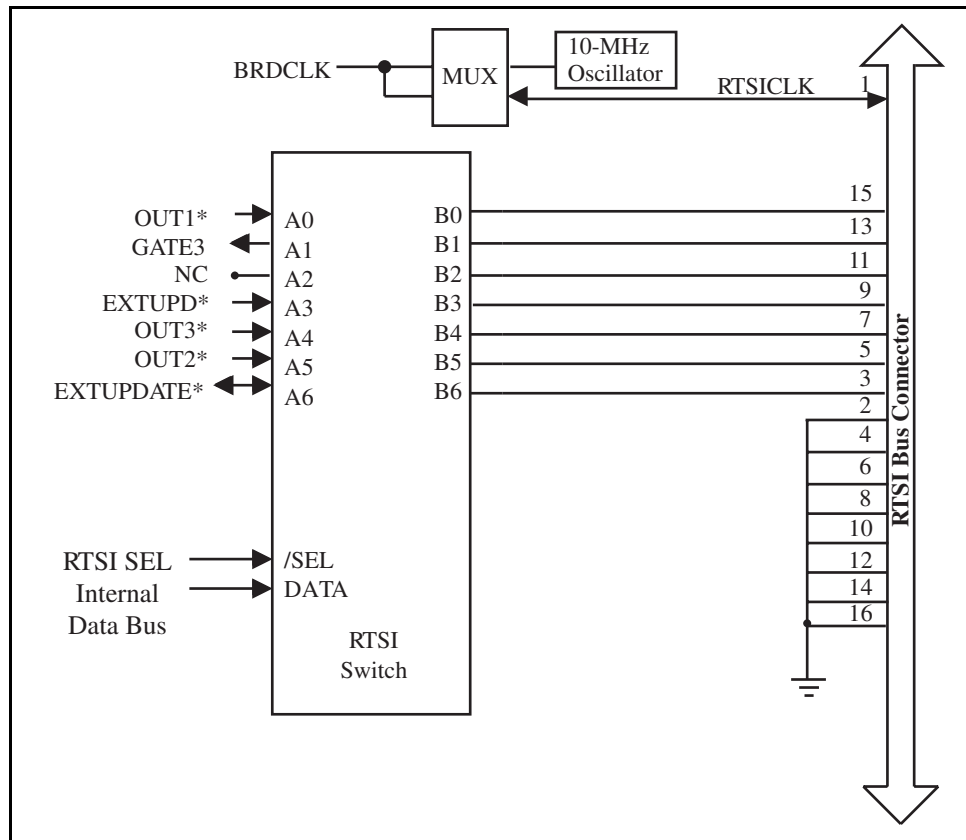 10-MHz
Oscillator
BRDCLK
MUX
RTSICLK
1
OUT1*
A0
B0
15
GATE3
A1
B1
13
NC
A2
B2
11
EXTUPD*
A3
B3
9
OUT3*
A4
B4
7
OUT2*
A5
B5
5
EXTUPDATE*
A6
B6
3
2
4
6
8
10
12
14
16
RTSI Bus Connector
RTSI SEL
/SEL
Internal
Data Bus
DATA
RTSI
Switch